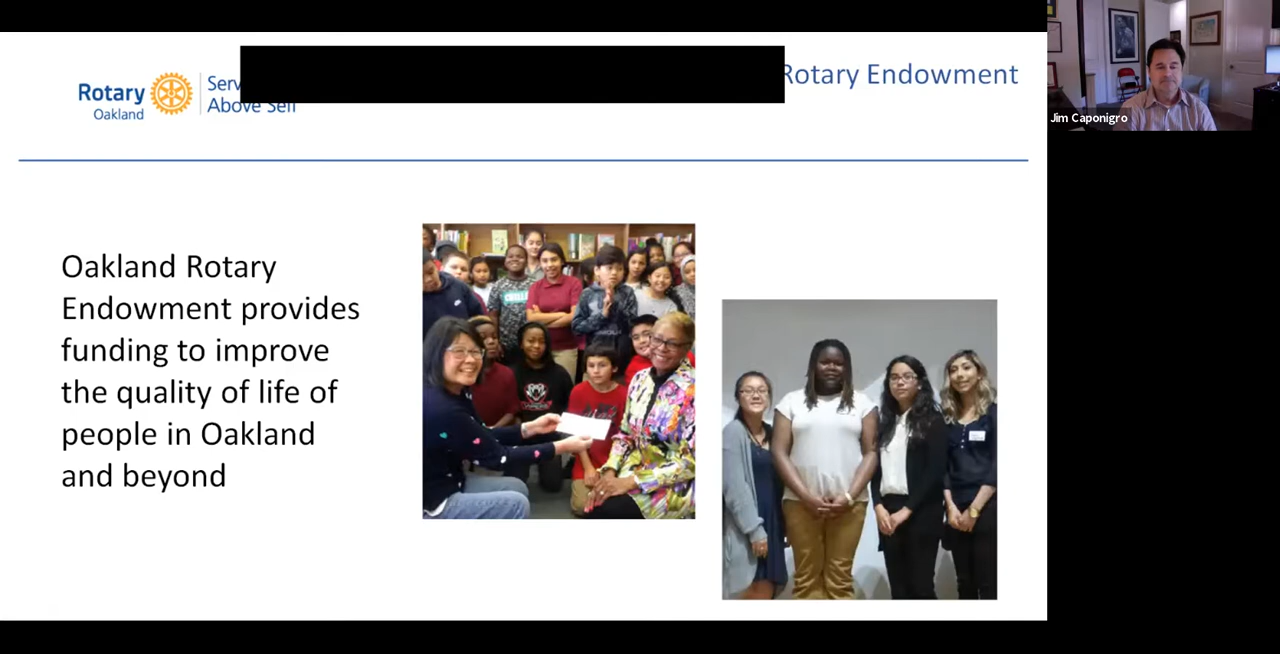 Rotary
Oakland
Above Self
Rotary Endowment
Jim Caponigro
Oakland Rotary
Endowment provides
funding to improve
the quality of life of
people in Oakland
and beyond